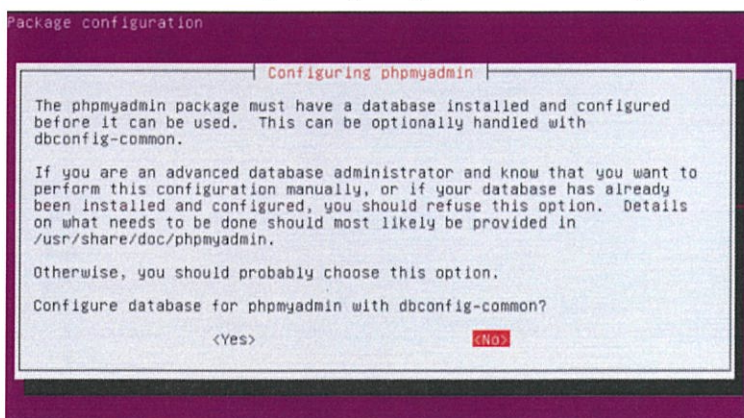 Package configuration
Configuring phpmyadmin
The phpmyadmin package must have a database installed and configured
before it can be used.  This can be optionally handled with
dbconfig-common.
If you are an advanced database administrator and know that you want to
perform this configuration manually, or if your database has already
been installed and configured, you should refuse this option.  Details
on what needs to be done should most likely be provided in
/usr/share/doc/phpmyadmin.
Otherwise, you should probably choose this option.
Configure database for phpmyadmin with dbconfig-common?
<Yes> <No>